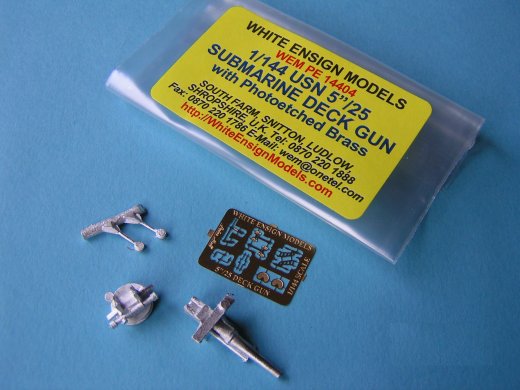 WHITE ENSIGN MODELS
WEM PE 14404
1/144 USN 5"/25
SUBMARINE DECK GUN
with Photoetched Brass
SOUTH FARM, SNITTON, LUDLOW,
SHROPSHIRE, U.K. Tel: 0870 220 1888
Fax: 0870 220 1786 E-Mail: wem@onetel.com
http://WhiteEnsignModels.com
WHITE ENSIGN MODELS
5"/25 DECK GUN
1/144 SCALE